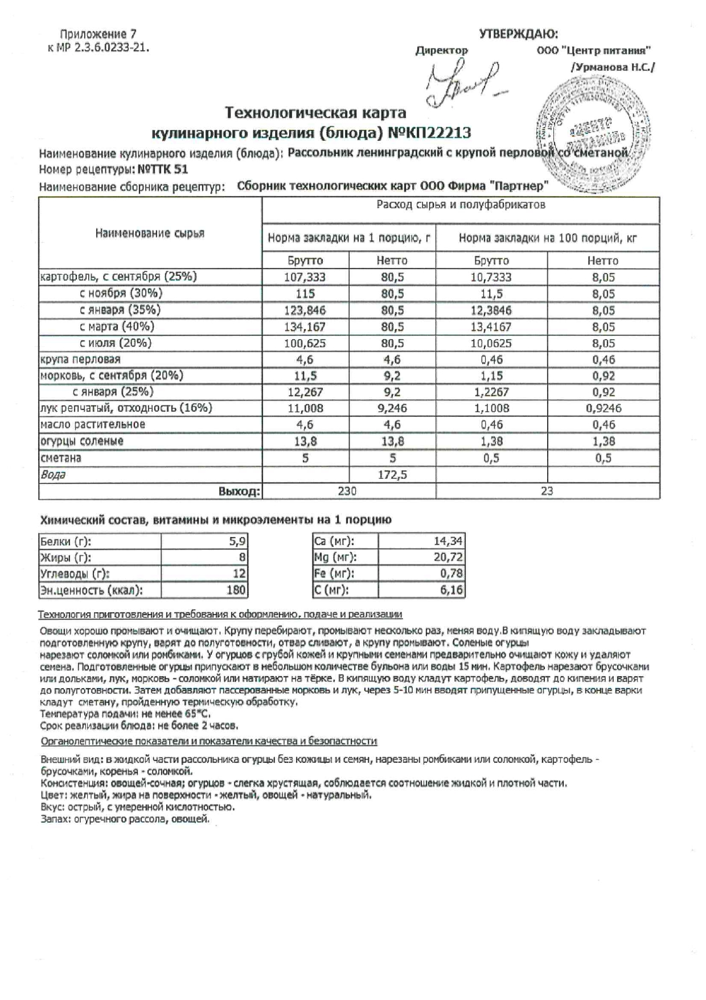 Приложение 7
к МР 2.3.6.0233-21.
УТВЕРЖДАЮ:
Директор ООО "Центр питания"
/Урманова Н.С./
Технологическая карта
кулинарного изделия (блюда) №КП22213
Наименование кулинарного изделия (блюда): Рассольник ленинградский с крупой перловой со сметаной
Номер рецептуры: №ТТК 51
Наименование сборника рецептур: Сборник технологических карт ООО Фирма "Партнер"
Наименование сырья
Расход сырья и полуфабрикатов
Норма закладки на 1 порцию, г Норма закладки на 100 порций, кг
Брутто Нетто Брутто Нетто
картофель, с сентября (25%) 107,333 80,5 10,7333 8,05
с ноября (30%) 115 80,5 11,5 8,05
с января (35%) 123,846 80,5 12,3846 8,05
с марта (40%) 134,167 80,5 13,4167 8,05
с июля (20%) 100,625 80,5 10,0625 8,05
крупа перловая 4,6 4,6 0,46 0,46
морковь, с сентября (20%) 11,5 9,2 1,15 0,92
с января (25%) 12,267 9,2 1,2267 0,92
лук репчатый, отходность (16%) 11,008 9,246 1,1008 0,9246
масло растительное 4,6 4,6 0,46 0,46
огурцы соленые 13,8 13,8 1,38 1,38
сметана 5 5 0,5 0,5
Вода 172,5
Выход: 230 23
Химический состав, витамины и микроэлементы на 1 порцию
Белки (г): 5,9 Ca (мг): 14,34
Жиры (г): 8 Mg (мг): 20,72
Углеводы (г): 12 Fe (мг): 0,78
Эн.ценность (ккал): 180 C (мг): 6,16
Технология приготовления и требования к оформлению, подаче и реализации
Овощи хорошо промывают и очищают. Крупу перебирают, промывают несколько раз, меняя воду.В кипящую воду закладывают
подготовленную крупу, варят до полуготовности, отвар сливают, а крупу промывают. Соленые огурцы
нарезают соломкой или ромбиками. У огурцов с грубой кожей и крупными семенами предварительно очищают кожу и удаляют
семена. Подготовленные огурцы припускают в небольшом количестве бульона или воды 15 мин. Картофель нарезают брусочками
или дольками, лук, морковь - соломкой или натирают на тёрке. В кипящую воду кладут картофель, доводят до кипения и варят
до полуготовности. Затем добавляют пассерованные морковь и лук, через 5-10 мин вводят припущенные огурцы, в конце варки
кладут сметану, пройденную термическую обработку.
Температура подачи: не менее 65°С.
Срок реализации блюда: не более 2 часов.
Органолептические показатели и показатели качества и безопастности
Внешний вид: в жидкой части рассольника огурцы без кожицы и семян, нарезаны ромбиками или соломкой, картофель -
брусочками, коренья - соломкой.
Консистенция: овощей-сочная; огурцов - слегка хрустящая, соблюдается соотношение жидкой и плотной части.
Цвет: желтый, жира на поверхности - желтый, овощей - натуральный.
Вкус: острый, с умеренной кислотностью.
Запах: огуречного рассола, овощей.